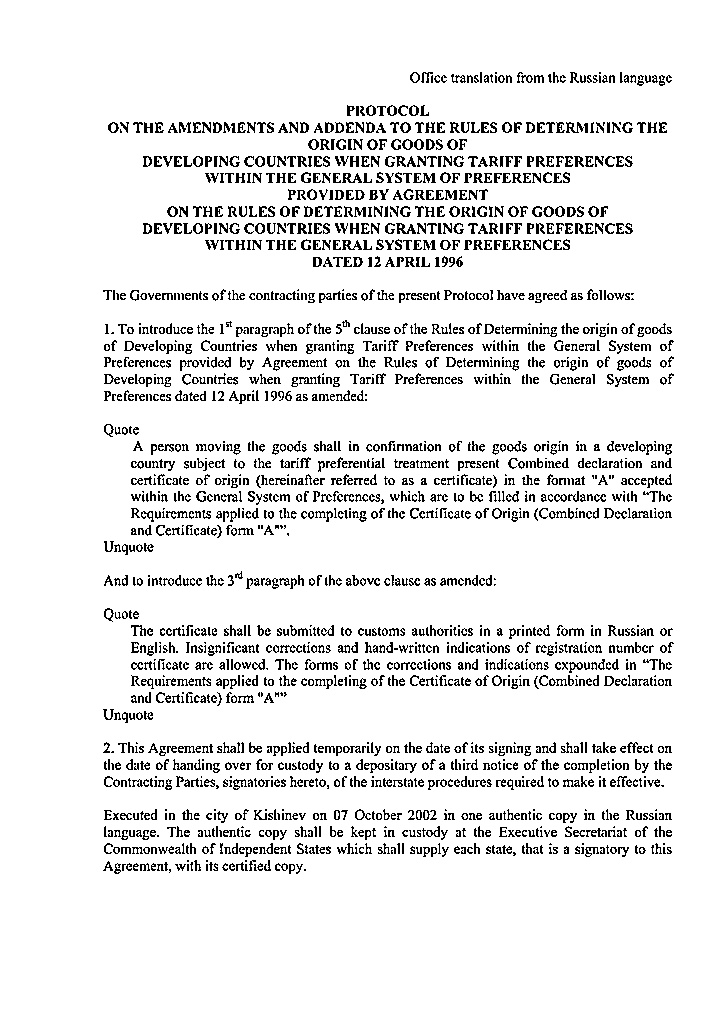 Office translation from the Russian language
PROTOCOL
ON THE AMENDMENTS AND ADDENDA TO THE RULES OF DETERMINING THE
ORIGIN OF GOODS OF
DEVELOPING COUNTRIES WHEN GRANTING TARIFF PREFERENCES
WITHIN THE GENERAL SYSTEM OF PREFERENCES
PROVIDED BY AGREEMENT
ON THE RULES OF DETERMINING THE ORIGIN OF GOODS OF
DEVELOPING COUNTRIES WHEN GRANTING TARIFF PREFERENCES
WITHIN THE GENERAL SYSTEM OF PREFERENCES
DATED 12 APRIL 1996
The Governments of the contracting parties of the present Protocol have agreed as follows:
1. To introduce the 1st paragraph of the 5th clause of the Rules of Determining the origin of goods
of Developing Countries when granting Tariff Preferences within the General System of
Preferences provided by Agreement on the Rules of Determining the origin of goods of
Developing Countries when granting Tariff Preferences within the General System of
Preferences dated 12 April 1996 as amended:
Quote
A person moving the goods shall in confirmation of the goods origin in a developing
country subject to the tariff preferential treatment present Combined declaration and
certificate of origin (hereinafter referred to as a certificate) in the format "A" accepted
within the General System of Preferences, which are to be filled in accordance with “The
Requirements applied to the completing of the Certificate of Origin (Combined Declaration
and Certificate) form "A"”.
Unquote
And to introduce the 3rd paragraph of the above clause as amended:
Quote
The certificate shall be submitted to customs authorities in a printed form in Russian or
English. Insignificant corrections and hand-written indications of registration number of
certificate are allowed. The forms of the corrections and indications expounded in “The
Requirements applied to the completing of the Certificate of Origin (Combined Declaration
and Certificate) form "A"”
Unquote
2. This Agreement shall be applied temporarily on the date of its signing and shall take effect on
the date of handing over for custody to a depositary of a third notice of the completion by the
Contracting Parties, signatories hereto, of the interstate procedures required to make it effective.
Executed in the city of Kishinev on 07 October 2002 in one authentic copy in the Russian
language. The authentic copy shall be kept in custody at the Executive Secretariat of the
Commonwealth of Independent States which shall supply each state, that is a signatory to this
Agreement, with its certified copy.